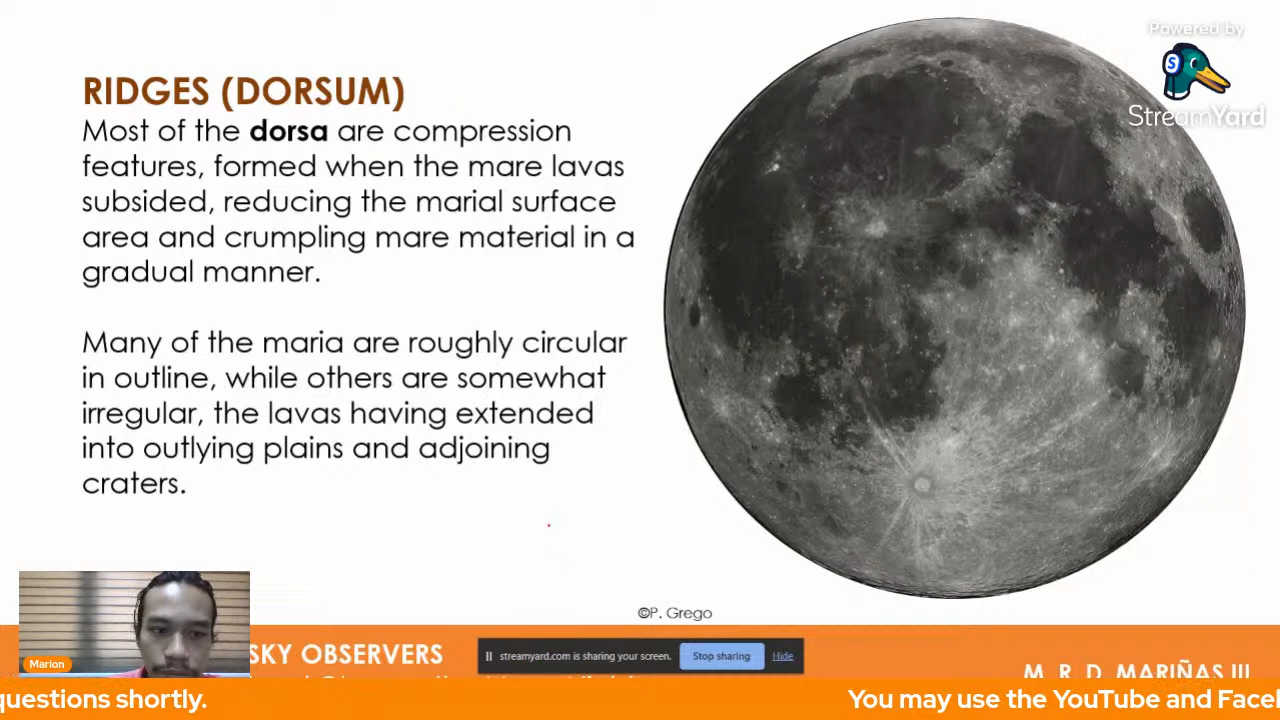 Powered by
S
StreamYard
RIDGES (DORSUM)
Most of the dorsa are compression
features, formed when the mare lavas
subsided, reducing the marial surface
area and crumpling mare material in a
gradual manner.
Many of the maria are roughly circular
in outline, while others are somewhat
irregular, the lavas having extended
into outlying plains and adjoining
craters.
©P. Grego
Marion
SKY OBSERVERS
streamyard.com is sharing your screen.
Stop sharing
Hide
M. R. D. MARIÑAS III
questions shortly.
You may use the YouTube and